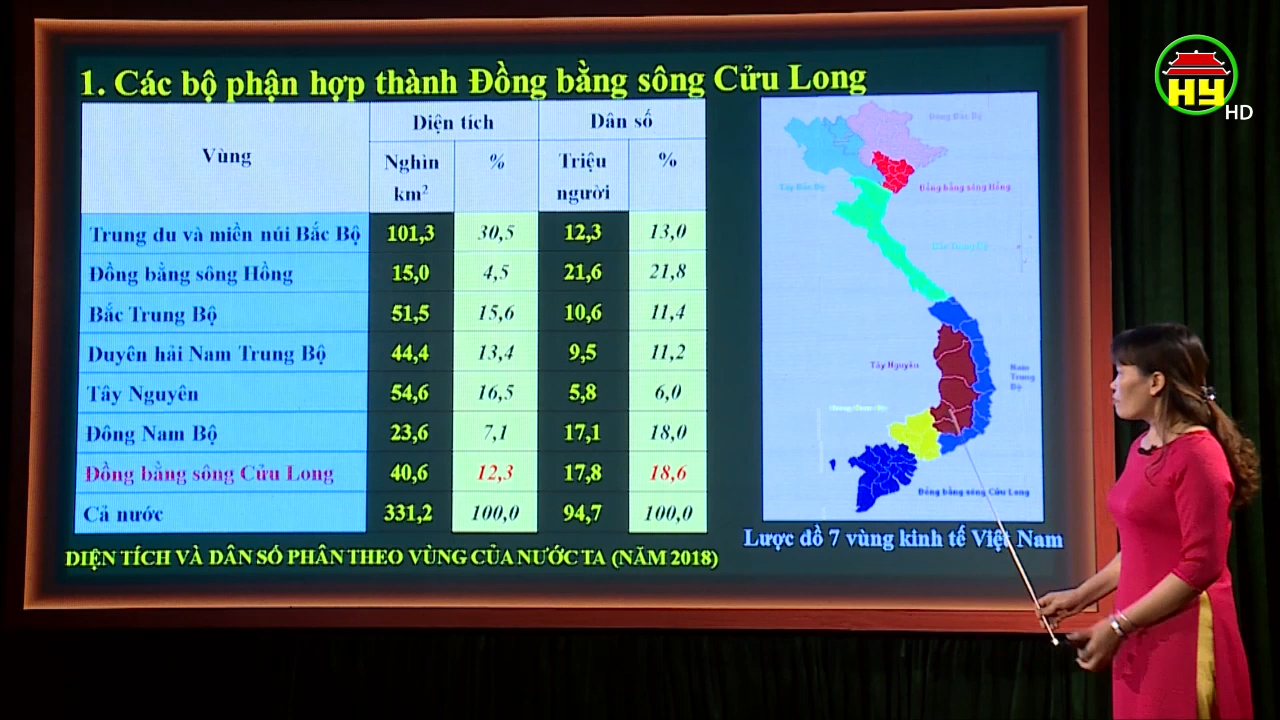 1. Các bộ phận hợp thành Đồng bằng sông Cửu Long
HY
HD
Vùng
Diện tích
Dân số
Nghìn km²
%
Triệu người
%
Trung du và miền núi Bắc Bộ 101,3 30,5 12,3 13,0
Đồng bằng sông Hồng 15,0 4,5 21,6 21,8
Bắc Trung Bộ 51,5 15,6 10,6 11,4
Duyên hải Nam Trung Bộ 44,4 13,4 9,5 11,2
Tây Nguyên 54,6 16,5 5,8 6,0
Đông Nam Bộ 23,6 7,1 17,1 18,0
Đồng bằng sông Cửu Long 40,6 12,3 17,8 18,6
Cả nước 331,2 100,0 94,7 100,0
DIỆN TÍCH VÀ DÂN SỐ PHÂN THEO VÙNG CỦA NƯỚC TA (NĂM 2018)
Đông Bắc Bộ
Tây Bắc Bộ
Đồng bằng sông Hồng
Bắc Trung Bộ
Tây Nguyên
Nam
Trung
Bộ
Đồng bằng sông Cửu Long
Lược đồ 7 vùng kinh tế Việt Nam